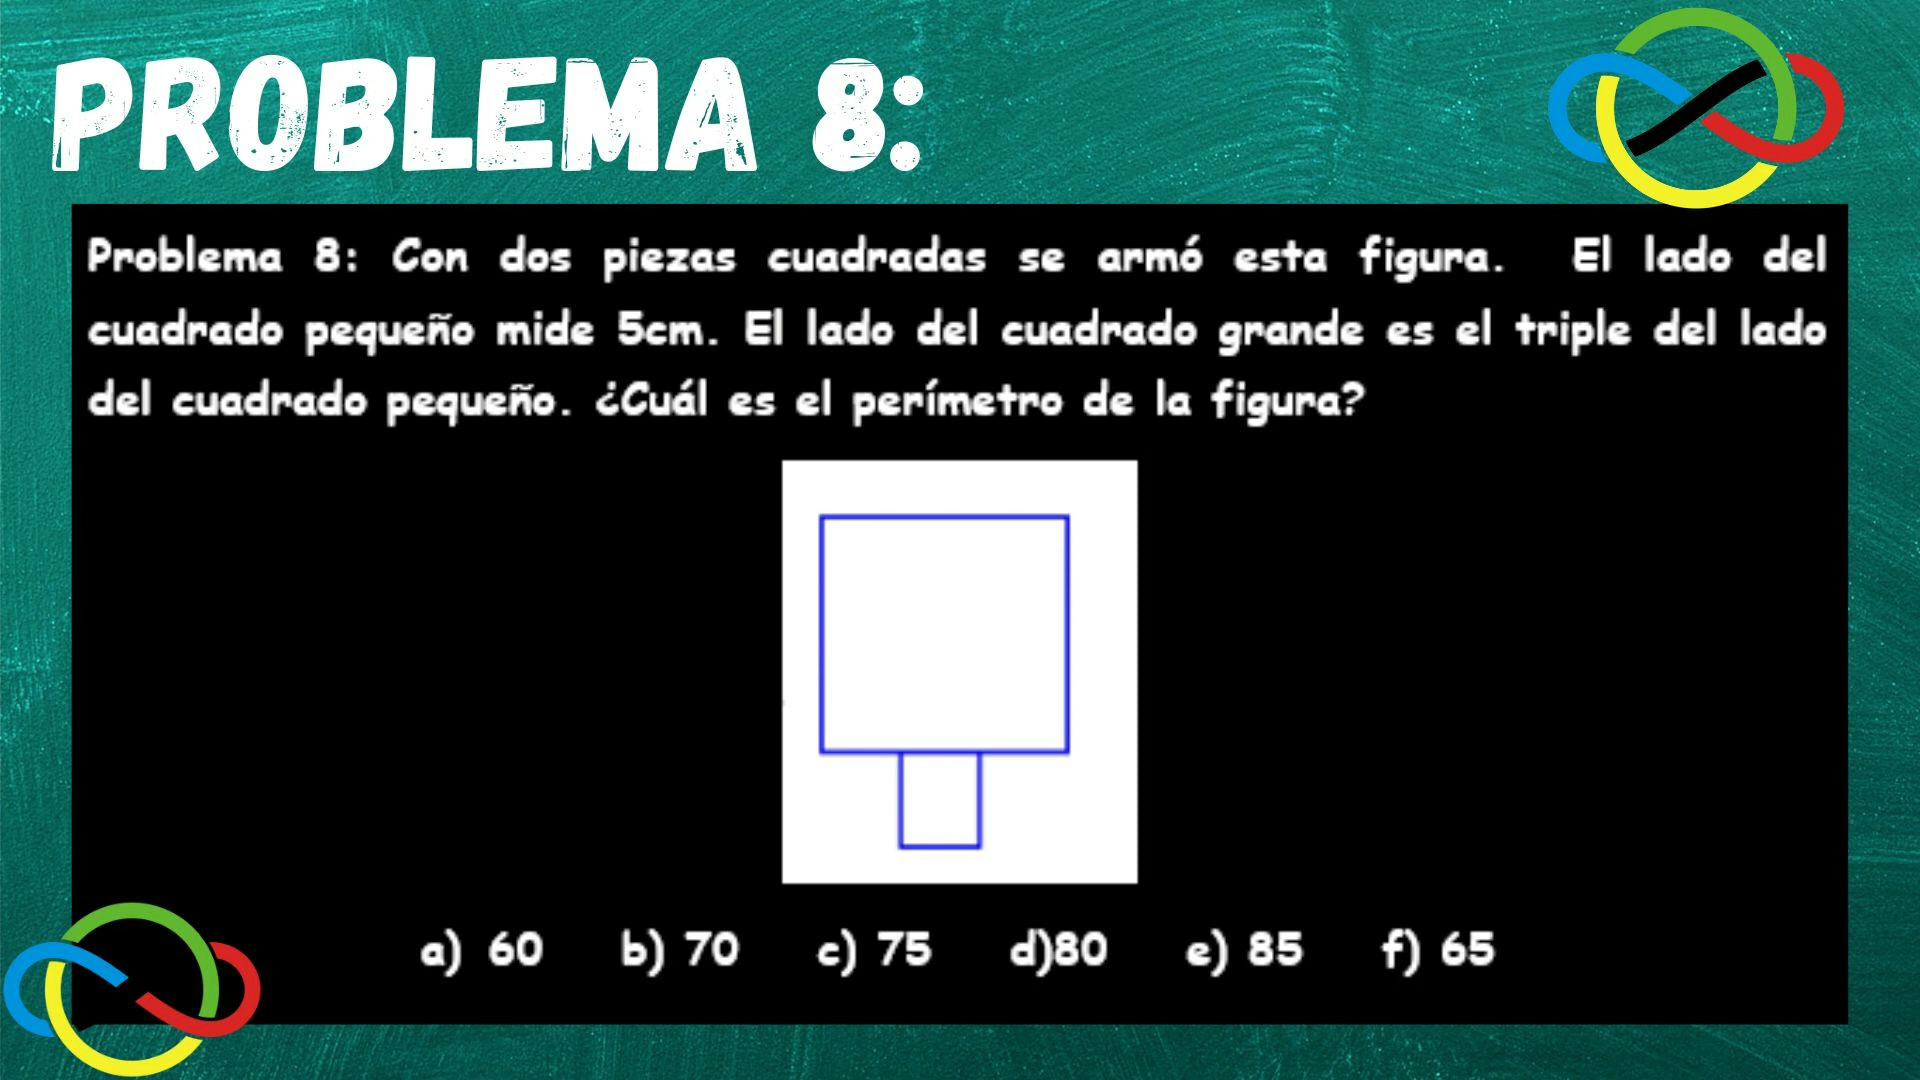 PROBLEMA 8:
Problema 8: Con dos piezas cuadradas se armó esta figura. El lado del
cuadrado pequeño mide 5cm. El lado del cuadrado grande es el triple del lado
del cuadrado pequeño. ¿Cuál es el perímetro de la figura?
a) 60 b) 70 c) 75 d)80 e) 85 f) 65